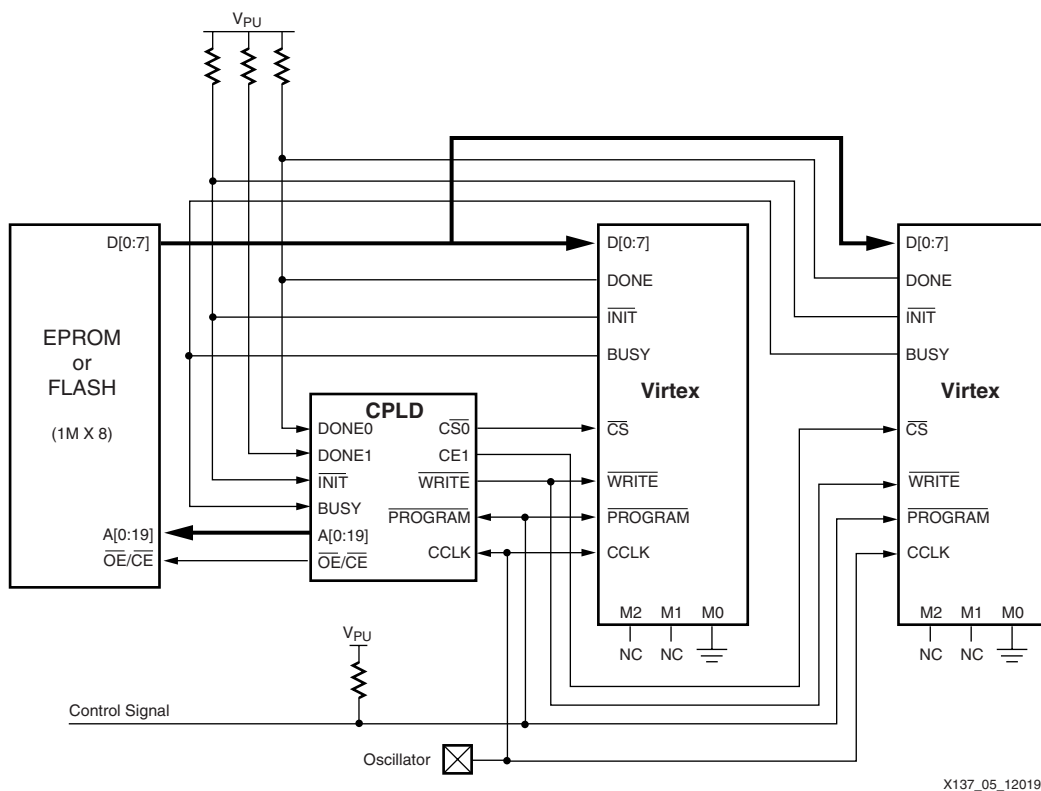 VPU
D[0:7]
EPROM
or
FLASH
(1M X 8)
A[0:19]
OE/CE
CPLD
DONE0
DONE1
INIT
BUSY
A[0:19]
OE/CE
CS0
CE1
WRITE
PROGRAM
CCLK
D[0:7]
DONE
INIT
BUSY
Virtex
CS
WRITE
PROGRAM
CCLK
M2 M1 M0
NC NC
D[0:7]
DONE
INIT
BUSY
Virtex
CS
WRITE
PROGRAM
CCLK
M2 M1 M0
NC NC
VPU
Control Signal
Oscillator
X137_05_12019